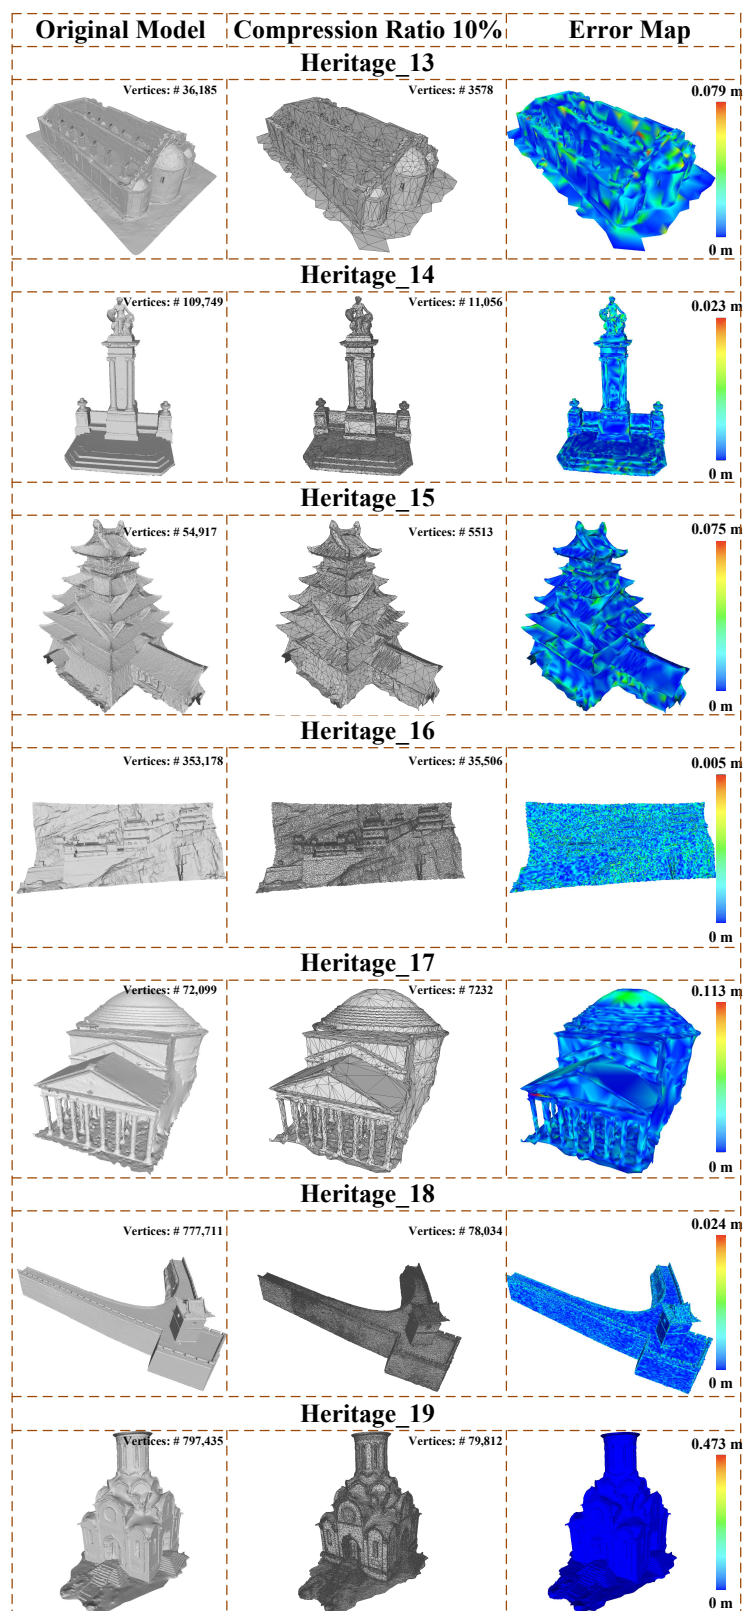 Original Model Compression Ratio 10% Error Map
Heritage_13
Vertices: # 36,185 Vertices: # 3578 0.079 m
0 m
Heritage_14
Vertices: # 109,749 Vertices: # 11,056 0.023 m
0 m
Heritage_15
Vertices: # 54,917 Vertices: # 5513 0.075 m
0 m
Heritage_16
Vertices: # 353,178 Vertices: # 35,506 0.005 m
0 m
Heritage_17
Vertices: # 72,099 Vertices: # 7232 0.113 m
0 m
Heritage_18
Vertices: # 777,711 Vertices: # 78,034 0.024 m
0 m
Heritage_19
Vertices: # 797,435 Vertices: # 79,812 0.473 m
0 m